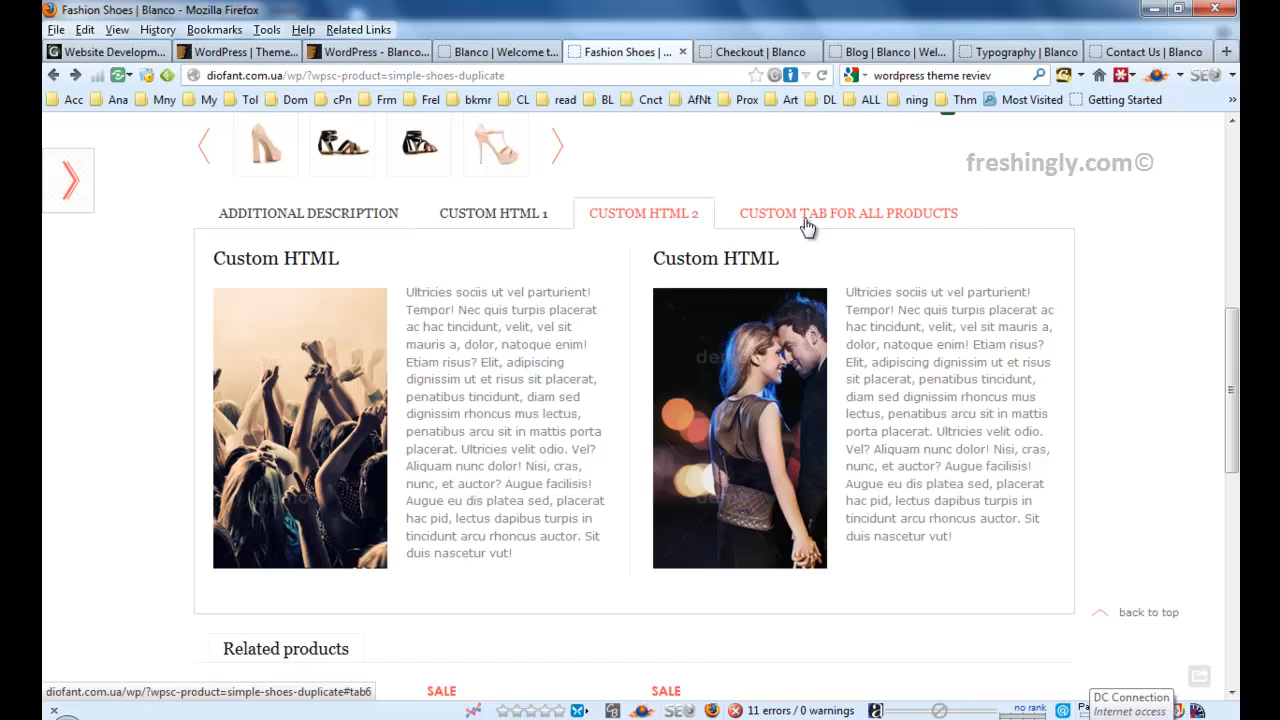 Fashion Shoes | Blanco - Mozilla Firefox
File Edit View History Bookmarks Tools Help Related Links
Website Developm... WordPress | Theme... WordPress - Blanco... Blanco | Welcome t... Fashion Shoes | ... Checkout | Blanco Blog | Blanco | Wel... Typography | Blanco Contact Us | Blanco
diofant.com.ua/wp/?wpsc-product=simple-shoes-duplicate wordpress theme reviev
Acc Ana Mny My Tol Dom cPn Frm Frel bkmr CL read BL Cnct AfNt Prox Art DL ALL ning Thm Most Visited Getting Started
freshingly.com©
ADDITIONAL DESCRIPTION CUSTOM HTML 1 CUSTOM HTML 2 CUSTOM TAB FOR ALL PRODUCTS
Custom HTML
Ultricies sociis ut vel parturient!
Tempor! Nec quis turpis placerat
ac hac tincidunt, velit, vel sit
mauris a, dolor, natoque enim!
Etiam risus? Elit, adipiscing
dignissim ut et risus sit placerat,
penatibus tincidunt, diam sed
dignissim rhoncus mus lectus,
penatibus arcu sit in mattis porta
placerat. Ultricies velit odio. Vel?
Aliquam nunc dolor! Nisi, cras,
nunc, et auctor? Augue facilisi!
Augue eu dis platea sed, placerat
hac pid, lectus dapibus turpis in
tincidunt arcu rhoncus auctor. Sit
duis nascetur vut!
Custom HTML
Ultricies sociis ut vel parturient!
Tempor! Nec quis turpis placerat
ac hac tincidunt, velit, vel sit
mauris a, dolor, natoque enim!
Etiam risus? Elit, adipiscing
dignissim ut et risus sit placerat,
penatibus tincidunt, diam sed
dignissim rhoncus mus lectus,
penatibus arcu sit in mattis
porta placerat. Ultricies velit
odio. Vel? Aliquam nunc dolor!
Nisi, cras, nunc, et auctor?
Augue facilisi! Augue eu dis
platea sed, placerat hac pid,
lectus dapibus turpis in tincidunt
arcu rhoncus auctor. Sit duis
nascetur vut!
back to top
Related products
SALE SALE
diofant.com.ua/wp/?wpsc-product=simple-shoes-duplicate#tab6
DC Connection
Internet access
11 errors / 0 warnings no rank